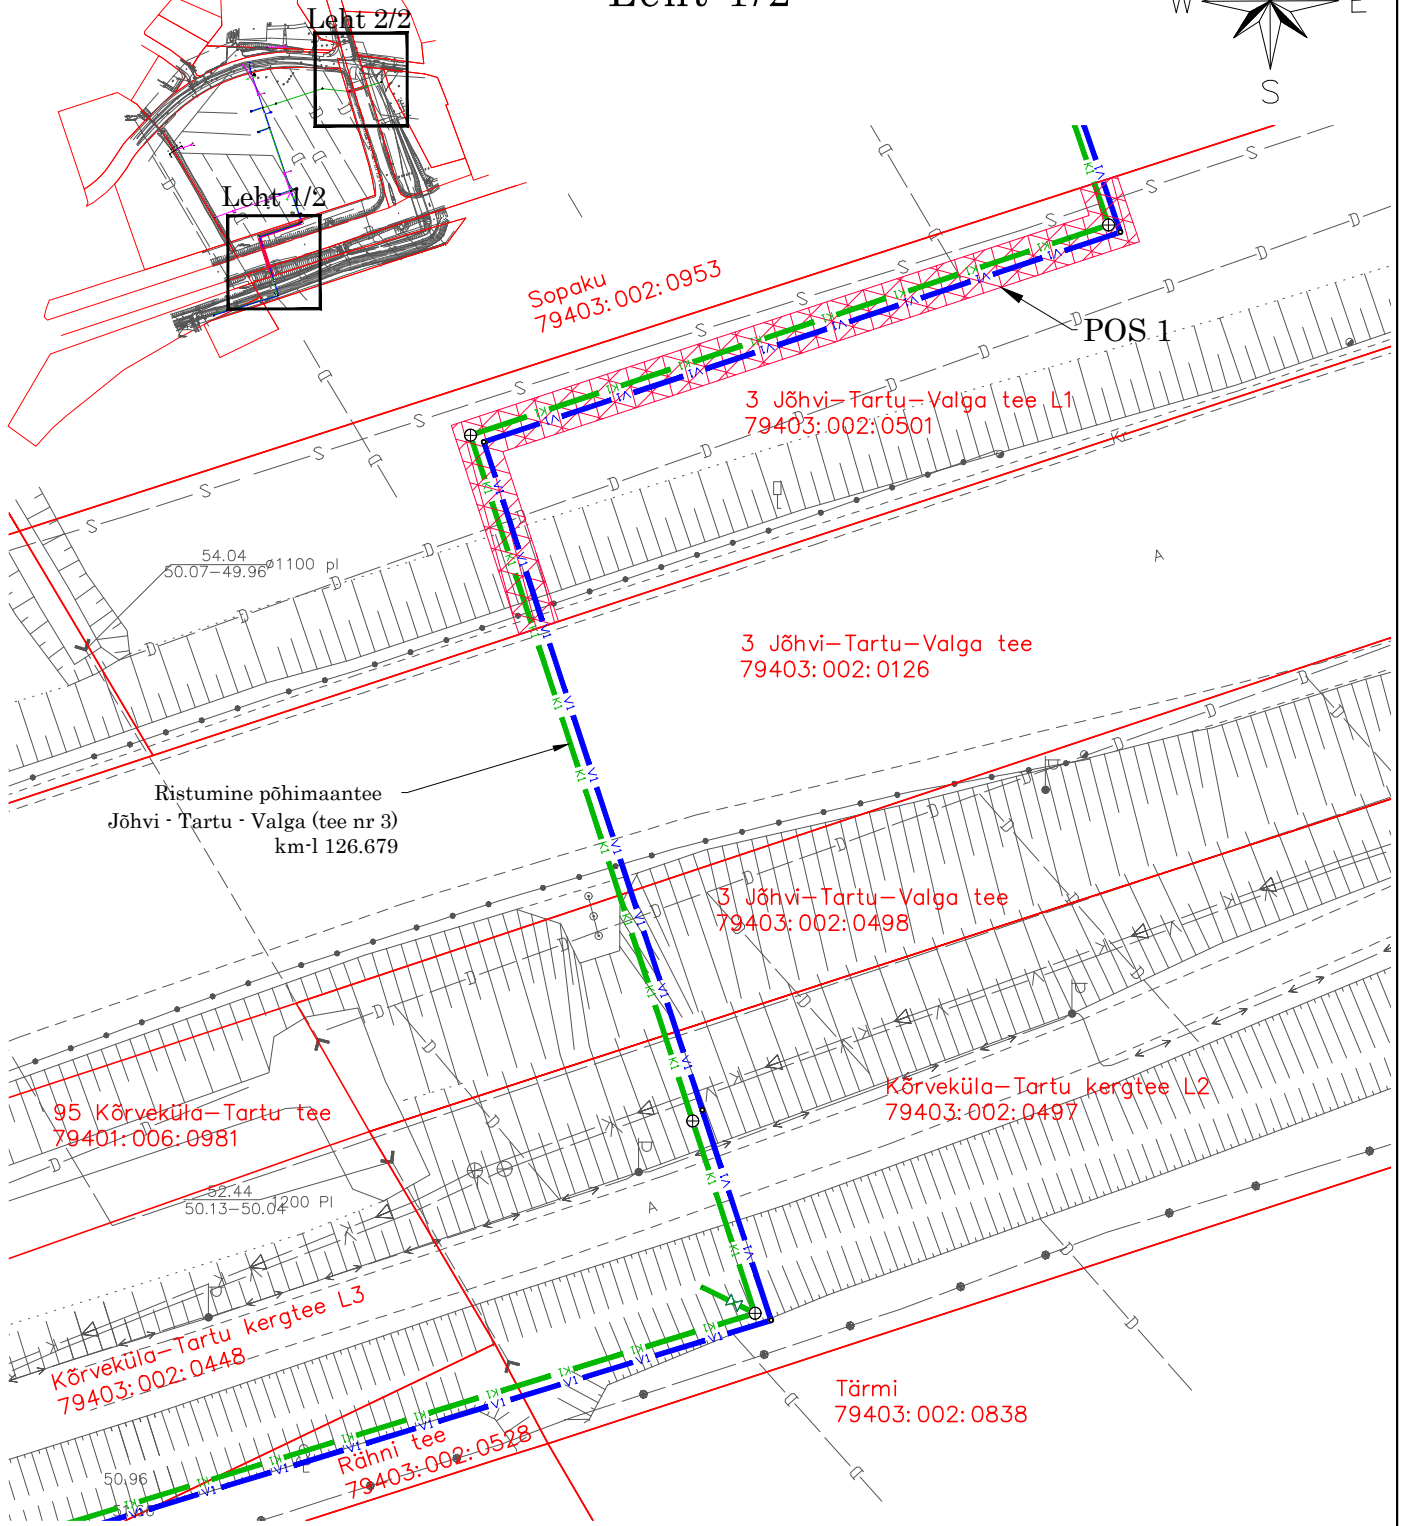 Leht 1/2
W
E
S
Leht 2/2
Leht 1/2
Sopaku
79403:002:0953
POS 1
3 Jõhvi-Tartu-Valga tee L1
79403:002:0501
Kr
54.04
50.07-49.96
ø1100 pl
A
3 Jõhvi-Tartu-Valga tee
79403:002:0126
Ristumine põhimaantee
Jõhvi - Tartu - Valga (tee nr 3)
km-l 126.679
3 Jõhvi-Tartu-Valga tee
79403:002:0498
95 Kõrveküla-Tartu tee
79401:006:0981
Kõrveküla-Tartu kergtee L2
79403:002:0497
52.44
50.13-50.04
1200 Pl
A
Kõrveküla-Tartu kergtee L3
79403:002:0448
Tärmi
79403:002:0838
Rähni tee
79403:002:0528
50.96